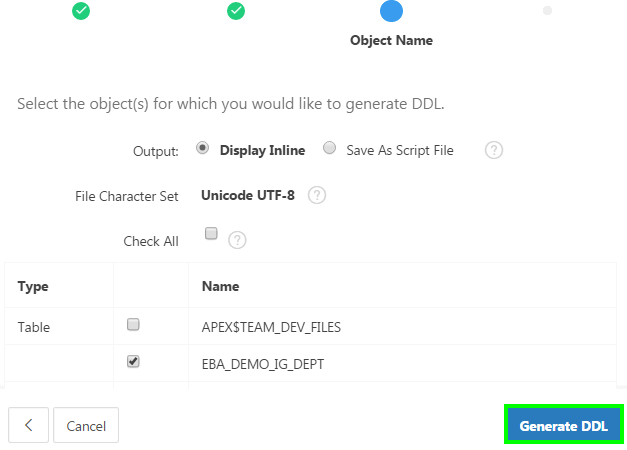 Object Name
Select the object(s) for which you would like to generate DDL.
Output: Display Inline Save As Script File ?
File Character Set Unicode UTF-8 ?
Check All ?
Type Name
Table APEX$TEAM_DEV_FILES
EBA_DEMO_IG_DEPT
Cancel Generate DDL